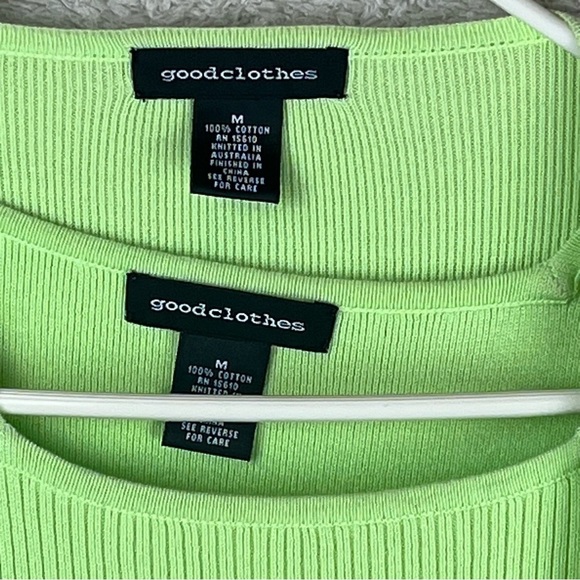 goodclothes
M
100% COTTON
RN 15610
KNITTED IN
AUSTRALIA
FINISHED IN
CHINA
SEE REVERSE
FOR CARE
goodclothes
M
100% COTTON
RN 15610
SEE REVERSE
FOR CARE